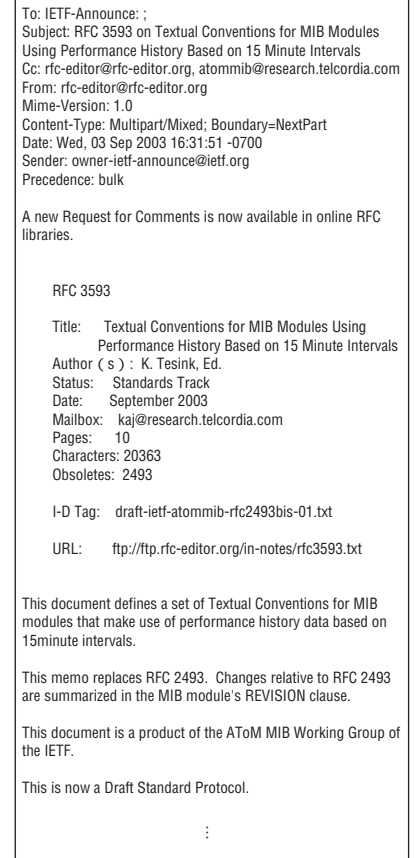 To: IETF-Announce: ;
Subject: RFC 3593 on Textual Conventions for MIB Modules
Using Performance History Based on 15 Minute Intervals
Cc: rfc-editor@rfc-editor.org, atommib@research.telcordia.com
From: rfc-editor@rfc-editor.org
Mime-Version: 1.0
Content-Type: Multipart/Mixed; Boundary=NextPart
Date: Wed, 03 Sep 2003 16:31:51 -0700
Sender: owner-ietf-announce@ietf.org
Precedence: bulk
A new Request for Comments is now available in online RFC
libraries.
RFC 3593
Title: Textual Conventions for MIB Modules Using
Performance History Based on 15 Minute Intervals
Author ( s ) : K. Tesink, Ed.
Status: Standards Track
Date: September 2003
Mailbox: kaj@research.telcordia.com
Pages: 10
Characters: 20363
Obsoletes: 2493
I-D Tag: draft-ietf-atommib-rfc2493bis-01.txt
URL: ftp://ftp.rfc-editor.org/in-notes/rfc3593.txt
This document defines a set of Textual Conventions for MIB
modules that make use of performance history data based on
15minute intervals.
This memo replaces RFC 2493. Changes relative to RFC 2493
are summarized in the MIB module's REVISION clause.
This document is a product of the AToM MIB Working Group of
the IETF.
This is now a Draft Standard Protocol.
⋮